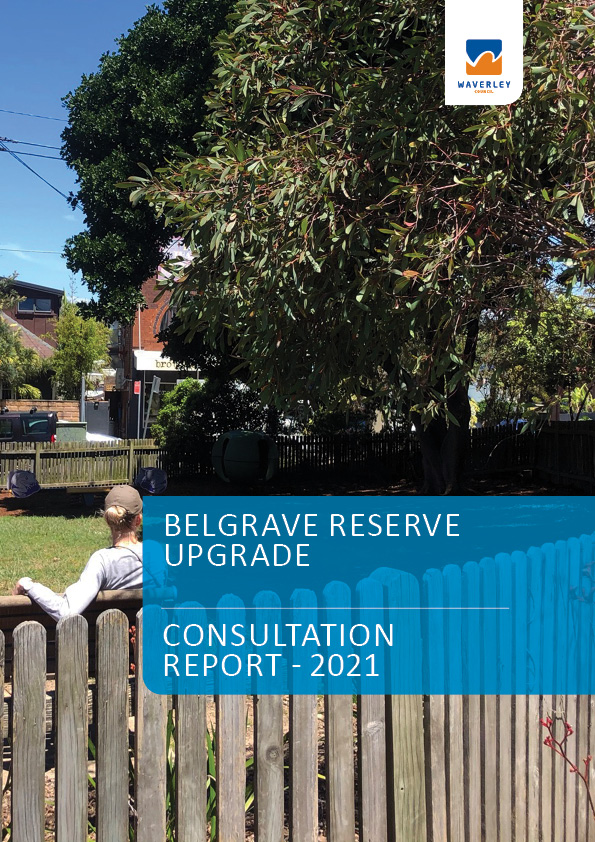 WAVERLEY
COUNCIL
BELGRAVE RESERVE
UPGRADE
CONSULTATION
REPORT - 2021